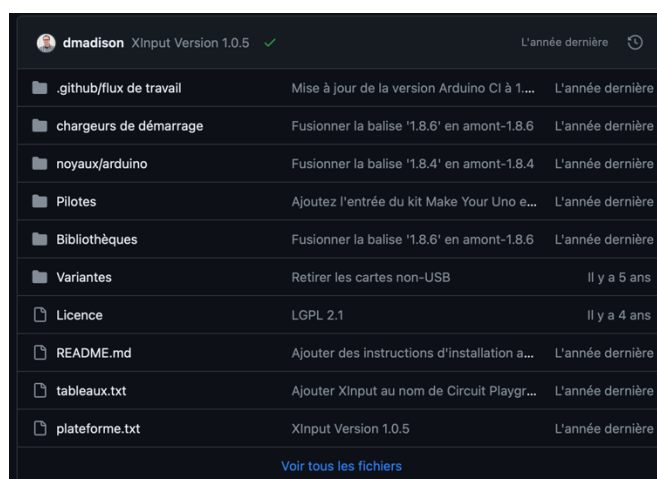 dmadison XInput Version 1.0.5 L'année dernière
.github/flux de travail Mise à jour de la version Arduino CI à 1.... L'année dernière
chargeurs de démarrage Fusionner la balise '1.8.6' en amont-1.8.6 L'année dernière
noyaux/arduino Fusionner la balise '1.8.4' en amont-1.8.4 L'année dernière
Pilotes Ajoutez l'entrée du kit Make Your Uno e... L'année dernière
Bibliothèques Fusionner la balise '1.8.6' en amont-1.8.6 L'année dernière
Variantes Retirer les cartes non-USB Il y a 5 ans
Licence LGPL 2.1 Il y a 4 ans
README.md Ajouter des instructions d'installation a... L'année dernière
tableaux.txt Ajouter XInput au nom de Circuit Playgr... L'année dernière
plateforme.txt XInput Version 1.0.5 L'année dernière
Voir tous les fichiers